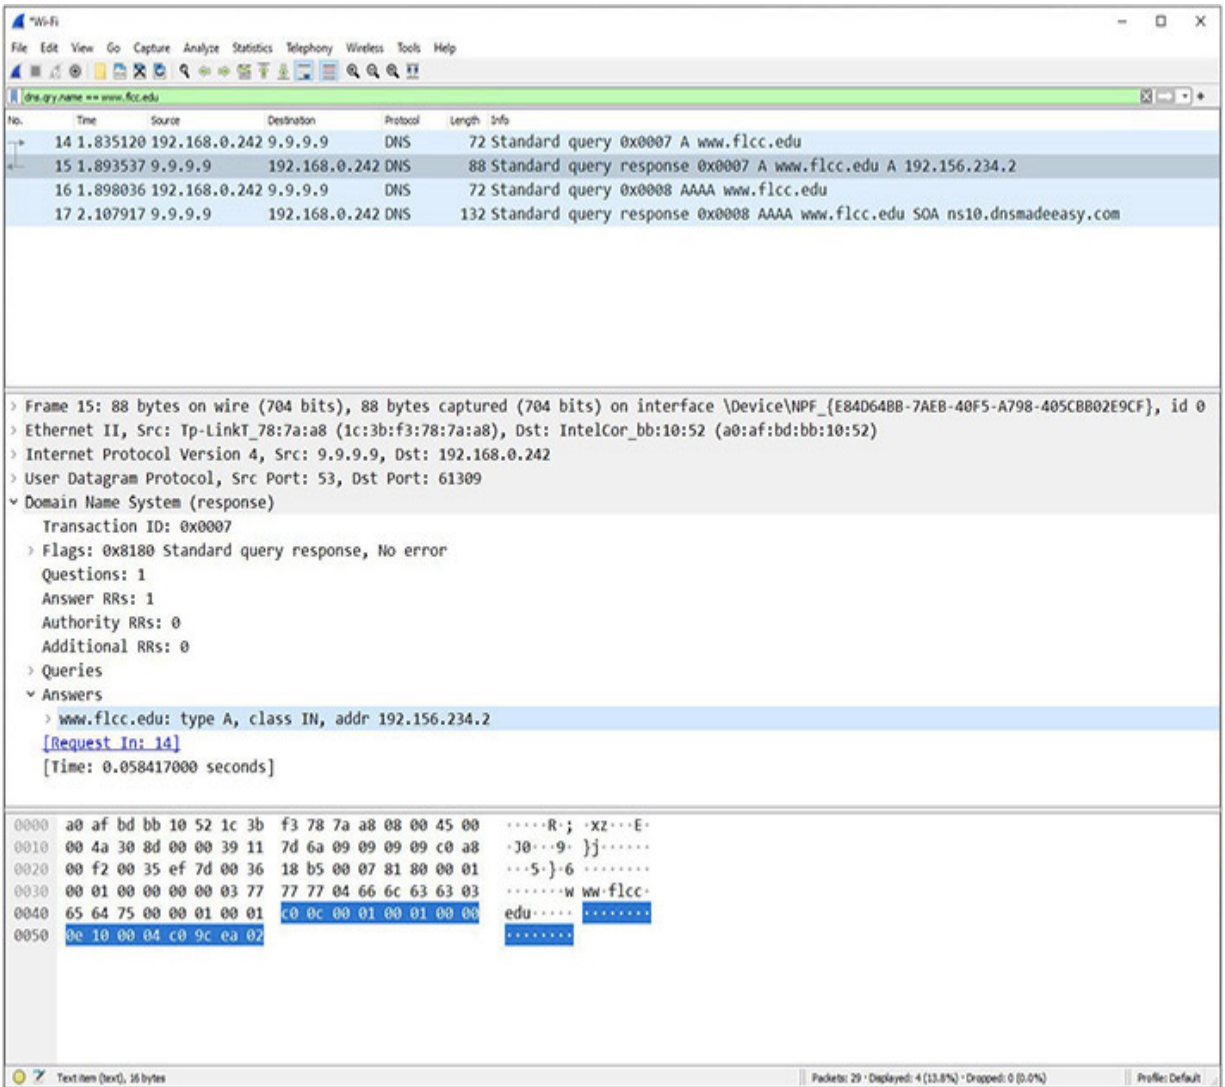 *Wi-Fi
File Edit View Go Capture Analyze Statistics Telephony Wireless Tools Help
dns.qry.name == www.flcc.edu
No. Time Source Destination Protocol Length Info
14 1.835120 192.168.0.242 9.9.9.9 DNS 72 Standard query 0x0007 A www.flcc.edu
15 1.893537 9.9.9.9 192.168.0.242 DNS 88 Standard query response 0x0007 A www.flcc.edu A 192.156.234.2
16 1.898036 192.168.0.242 9.9.9.9 DNS 72 Standard query 0x0008 AAAA www.flcc.edu
17 2.107917 9.9.9.9 192.168.0.242 DNS 132 Standard query response 0x0008 AAAA www.flcc.edu SOA ns10.dnsmadeeasy.com
Frame 15: 88 bytes on wire (704 bits), 88 bytes captured (704 bits) on interface \Device\NPF_{E84D64BB-7AEB-40F5-A798-405CBB02E9CF}, id 0
Ethernet II, Src: Tp-LinkT_78:7a:a8 (1c:3b:f3:78:7a:a8), Dst: IntelCor_bb:10:52 (a0:af:bd:bb:10:52)
Internet Protocol Version 4, Src: 9.9.9.9, Dst: 192.168.0.242
User Datagram Protocol, Src Port: 53, Dst Port: 61309
Domain Name System (response)
Transaction ID: 0x0007
Flags: 0x8180 Standard query response, No error
Questions: 1
Answer RRs: 1
Authority RRs: 0
Additional RRs: 0
Queries
Answers
www.flcc.edu: type A, class IN, addr 192.156.234.2
[Request In: 14]
[Time: 0.058417000 seconds]
0000 a0 af bd bb 10 52 1c 3b f3 78 7a a8 08 00 45 00 ·····R·; ·xz···E·
0010 00 4a 30 8d 00 00 39 11 7d 6a 09 09 09 09 c0 a8 ·J0···9· }j······
0020 00 f2 00 35 ef 7d 00 36 18 b5 00 07 81 80 00 01 ···5·}·6 ········
0030 00 01 00 00 00 00 03 77 77 77 04 66 6c 63 63 03 ·······w ww·flcc·
0040 65 64 75 00 00 01 00 01 c0 0c 00 01 00 01 00 00 edu····· ········
0050 0e 10 00 04 c0 9c ea 02 ········
Text item (text), 16 bytes Packets: 29 · Displayed: 4 (13.8%) · Dropped: 0 (0.0%) Profile: Default